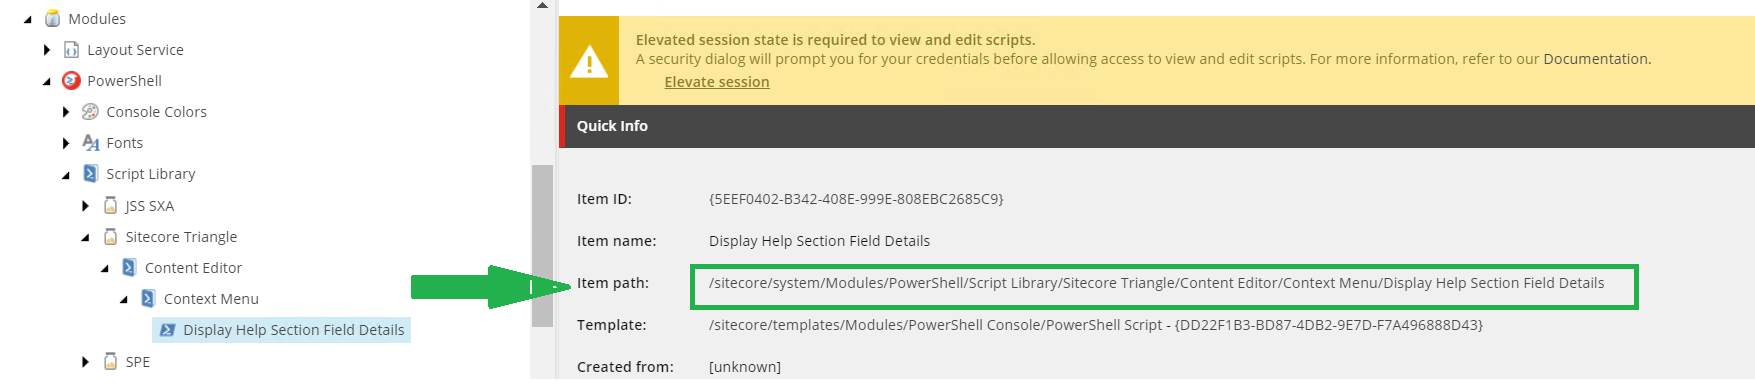 Modules
Layout Service
PowerShell
Console Colors
Fonts
Script Library
JSS SXA
Sitecore Triangle
Content Editor
Context Menu
Display Help Section Field Details
SPE
Elevated session state is required to view and edit scripts.
A security dialog will prompt you for your credentials before allowing access to view and edit scripts. For more information, refer to our Documentation.
Elevate session
Quick Info
Item ID: {5EEF0402-B342-408E-999E-808EBC2685C9}
Item name: Display Help Section Field Details
Item path: /sitecore/system/Modules/PowerShell/Script Library/Sitecore Triangle/Content Editor/Context Menu/Display Help Section Field Details
Template: /sitecore/templates/Modules/PowerShell Console/PowerShell Script - {DD22F1B3-BD87-4DB2-9E7D-F7A496888D43}
Created from: [unknown]